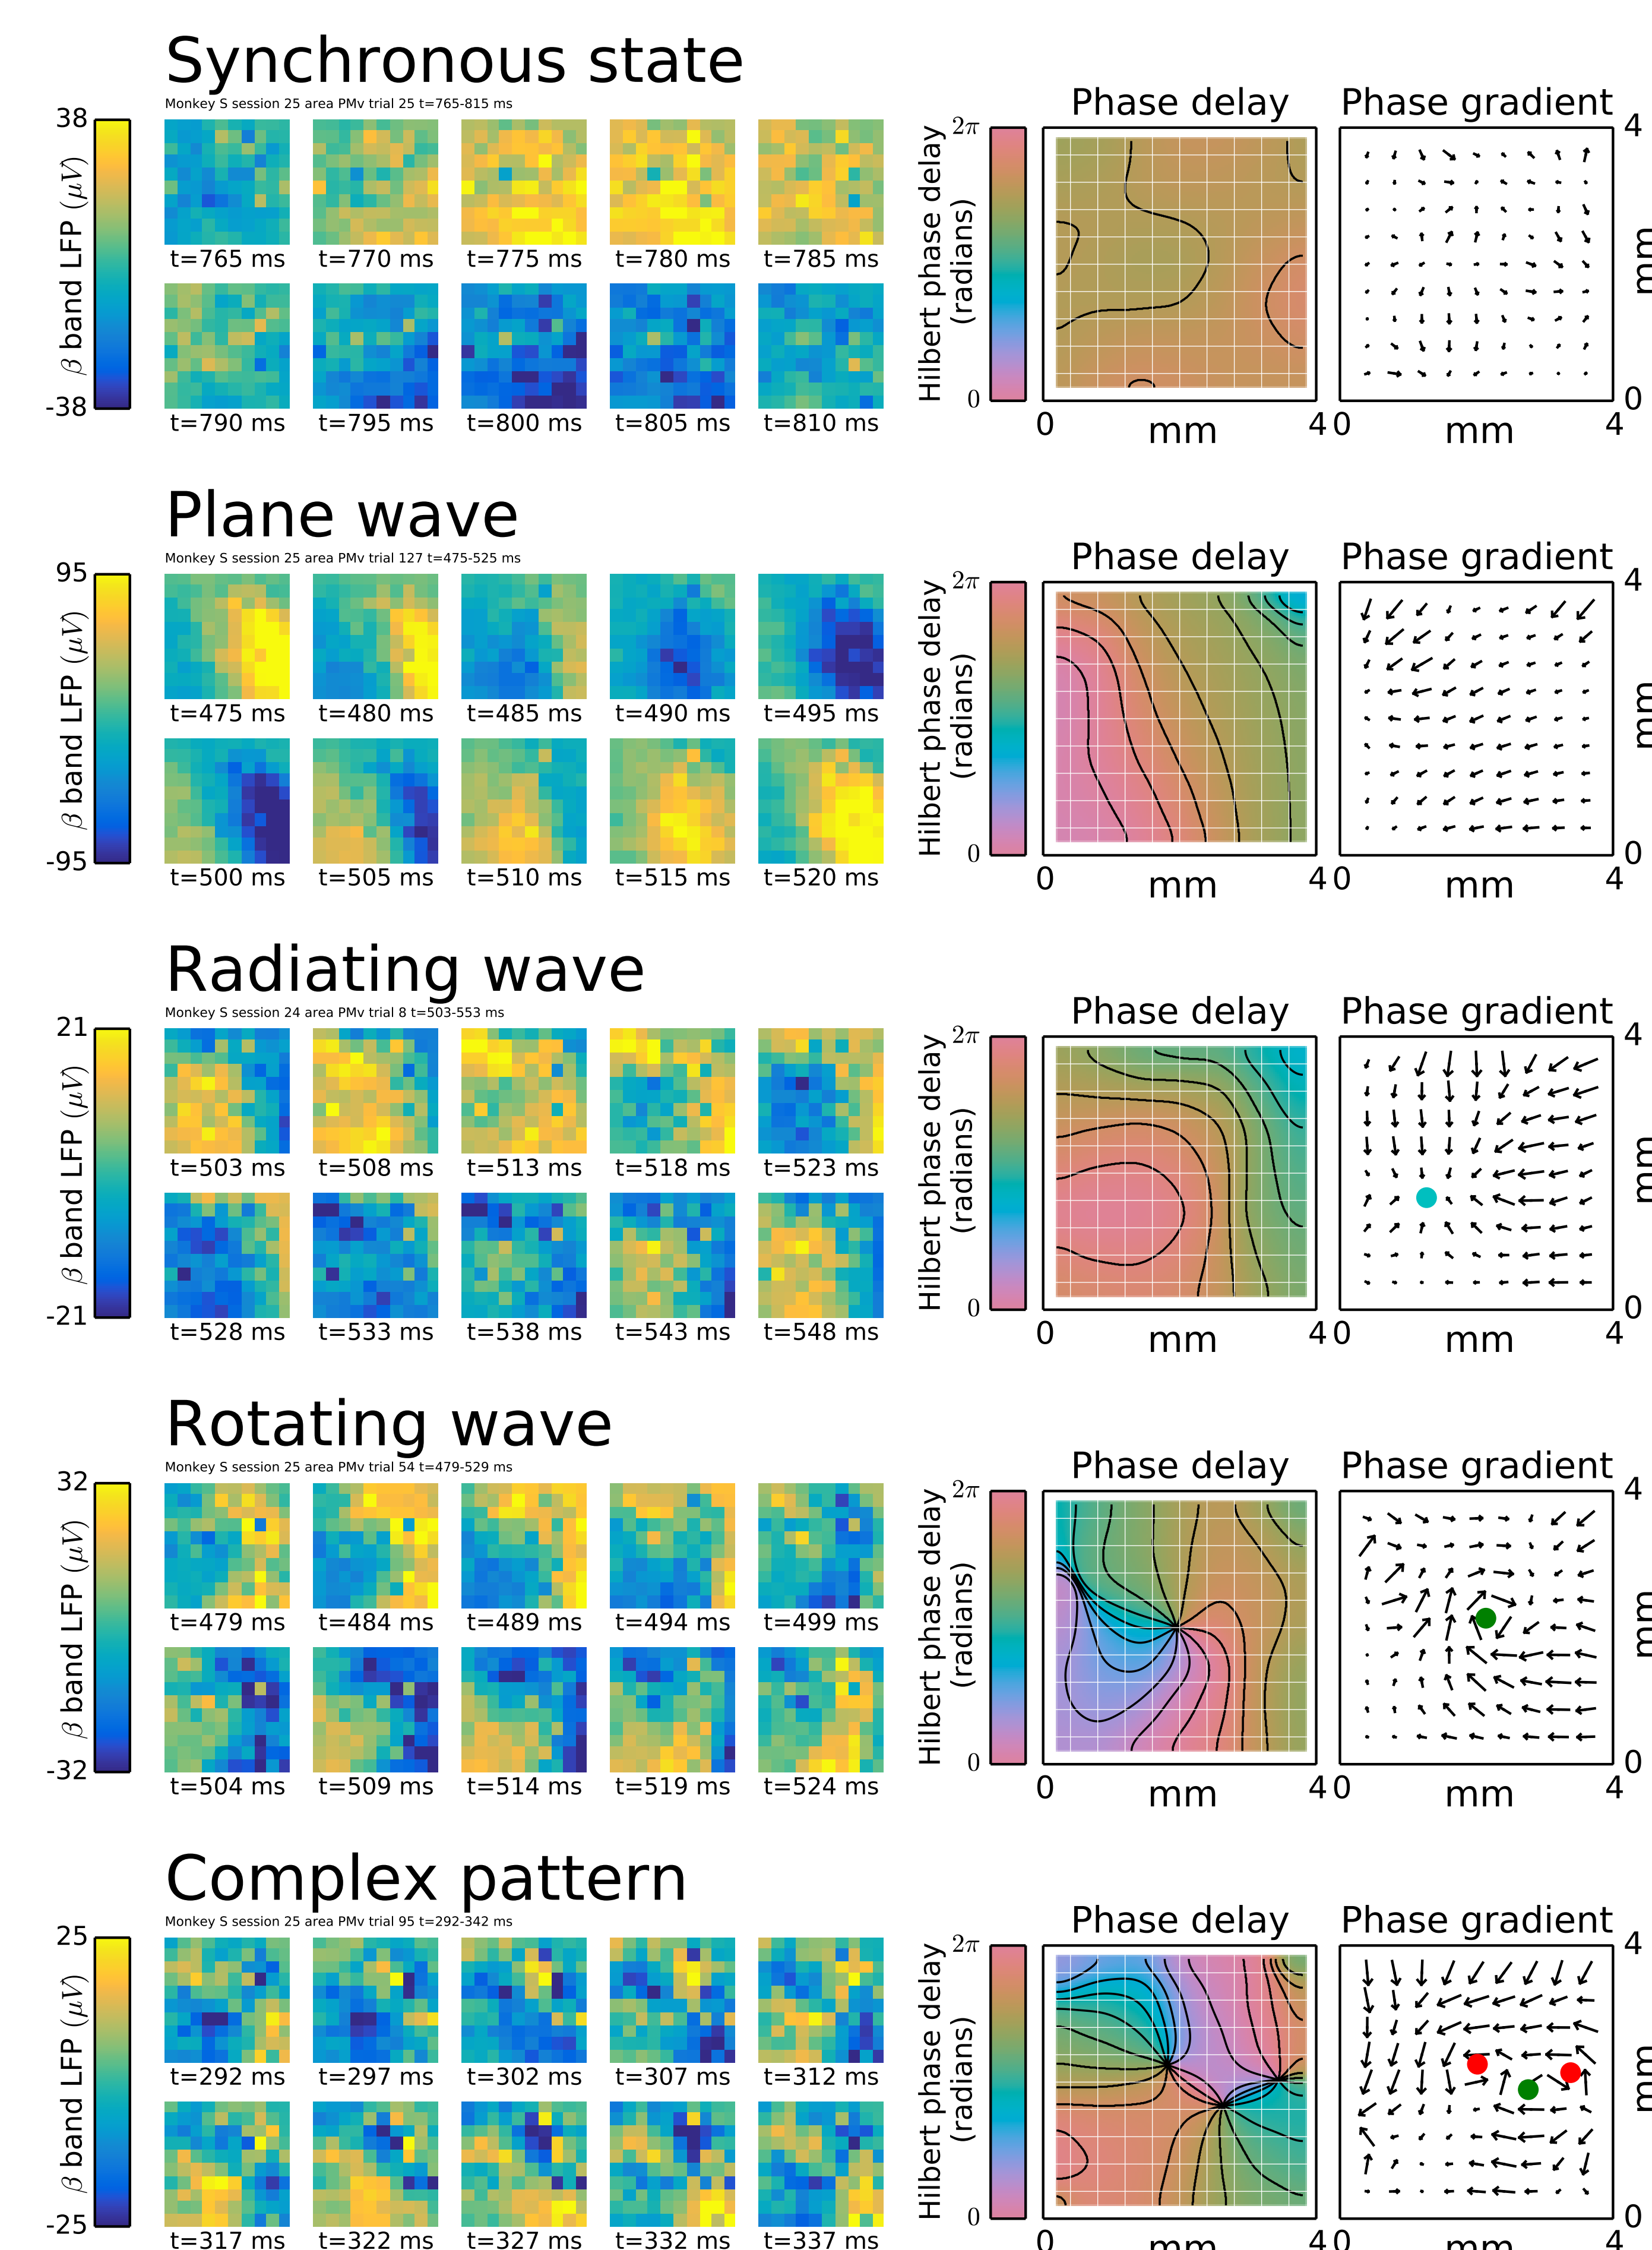 Synchronous state
Monkey S session 25 area PMv trial 25 t=765-815 ms
38
β band LFP (μV)
-38
t=765 ms t=770 ms t=775 ms t=780 ms t=785 ms
t=790 ms t=795 ms t=800 ms t=805 ms t=810 ms
Hilbert phase delay
(radians)
2π
0
Phase delay
0 mm 4
Phase gradient
4
mm
0
0 mm 4
Plane wave
Monkey S session 25 area PMv trial 127 t=475-525 ms
95
β band LFP (μV)
-95
t=475 ms t=480 ms t=485 ms t=490 ms t=495 ms
t=500 ms t=505 ms t=510 ms t=515 ms t=520 ms
Hilbert phase delay
(radians)
2π
0
Phase delay
0 mm 4
Phase gradient
4
mm
0
0 mm 4
Radiating wave
Monkey S session 24 area PMv trial 8 t=503-553 ms
21
β band LFP (μV)
-21
t=503 ms t=508 ms t=513 ms t=518 ms t=523 ms
t=528 ms t=533 ms t=538 ms t=543 ms t=548 ms
Hilbert phase delay
(radians)
2π
0
Phase delay
0 mm 4
Phase gradient
4
mm
0
0 mm 4
Rotating wave
Monkey S session 25 area PMv trial 54 t=479-529 ms
32
β band LFP (μV)
-32
t=479 ms t=484 ms t=489 ms t=494 ms t=499 ms
t=504 ms t=509 ms t=514 ms t=519 ms t=524 ms
Hilbert phase delay
(radians)
2π
0
Phase delay
0 mm 4
Phase gradient
4
mm
0
0 mm 4
Complex pattern
Monkey S session 25 area PMv trial 95 t=292-342 ms
25
β band LFP (μV)
-25
t=292 ms t=297 ms t=302 ms t=307 ms t=312 ms
t=317 ms t=322 ms t=327 ms t=332 ms t=337 ms
Hilbert phase delay
(radians)
2π
0
Phase delay
0 mm 4
Phase gradient
4
mm
0
0 mm 4